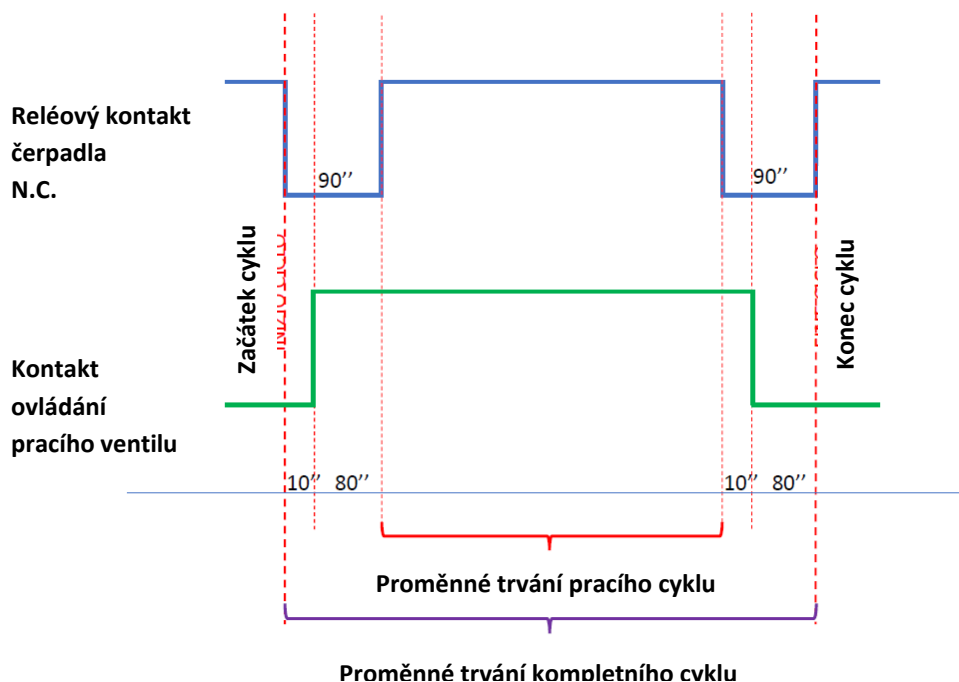 Reléový kontakt
čerpadla
N.C.
90’’
90’’
Začátek cyklu
Konec cyklu
Kontakt
ovládání
pracího ventilu
10’’ 80’’
10’’ 80’’
Proměnné trvání pracího cyklu
Proměnné trvání kompletního cyklu